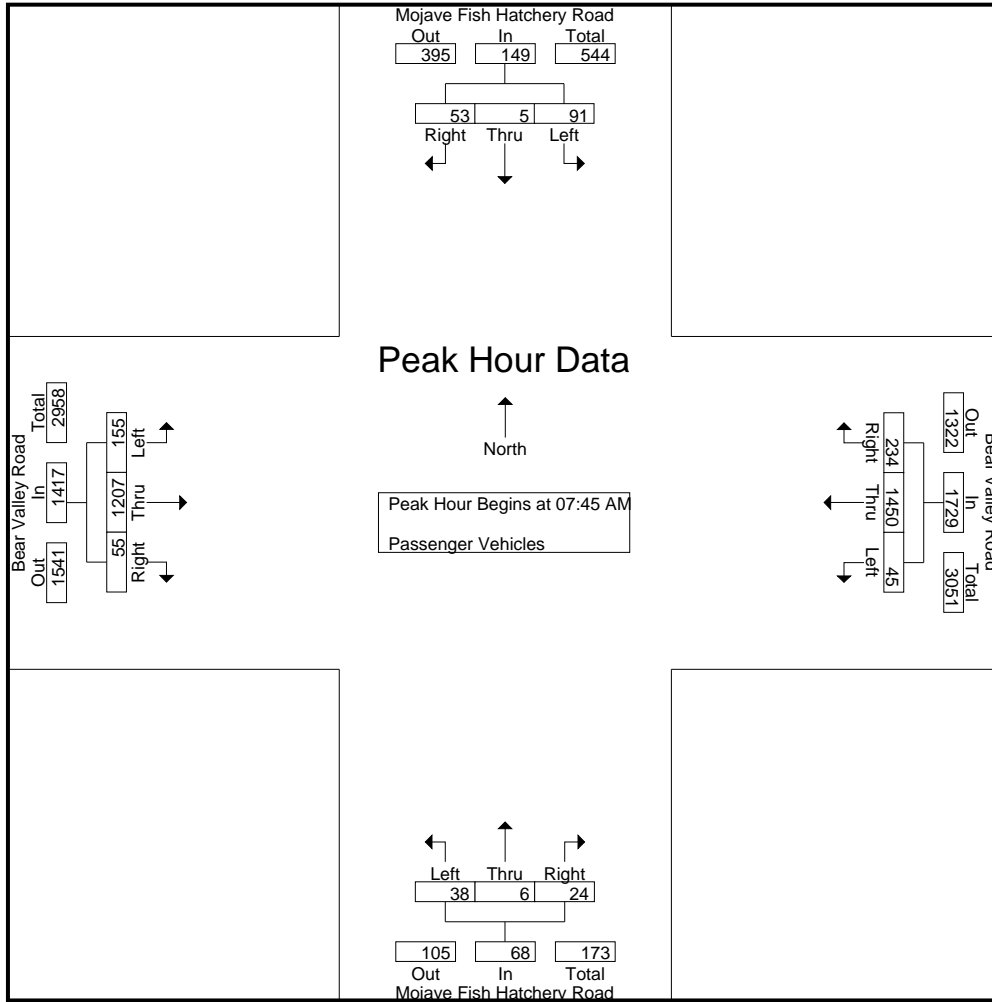 Mojave Fish Hatchery Road
Out In Total
395 149 544
53 5 91
Right Thru Left
Peak Hour Data
North
Peak Hour Begins at 07:45 AM
Passenger Vehicles
Bear Valley Road
Out In Total
1541 1417 2958
Left Thru Right
155 1207 55
Bear Valley Road
Out In Total
1322 1729 3051
Right Thru Left
234 1450 45
Left Thru Right
38 6 24
105 68 173
Out In Total
Mojave Fish Hatchery Road